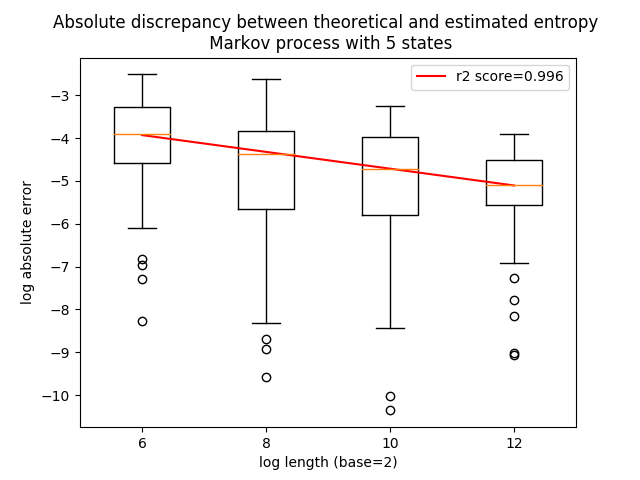 Absolute discrepancy between theoretical and estimated entropy
Markov process with 5 states
r2 score=0.996
−3
−4
−5
−6
−7
−8
−9
−10
log absolute error
6 8 10 12
log length (base=2)